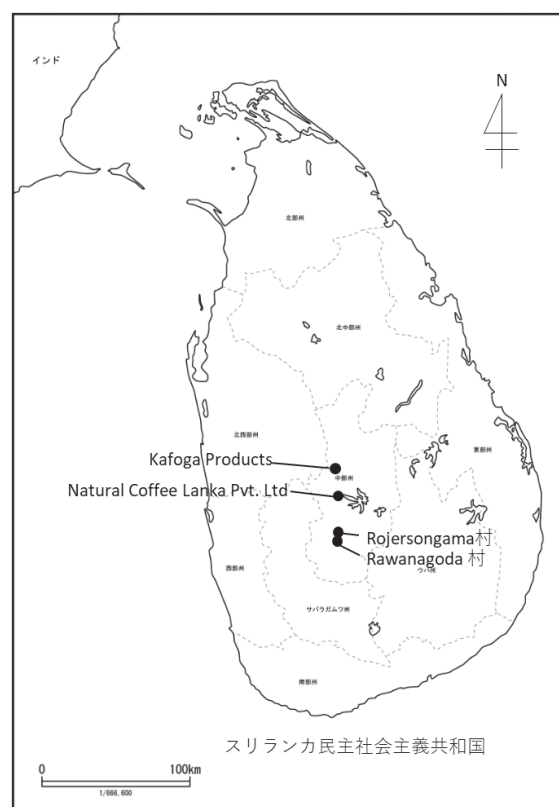 インド
N
北部州
北中部州
北西部州
東部州
Kafoga Products
中部州
Natural Coffee Lanka Pvt. Ltd
Rojersongama村
Rawanagoda 村
西部州
ウバ州
サバラガムワ州
南部州
スリランカ民主社会主義共和国
0
100km
1/666,600